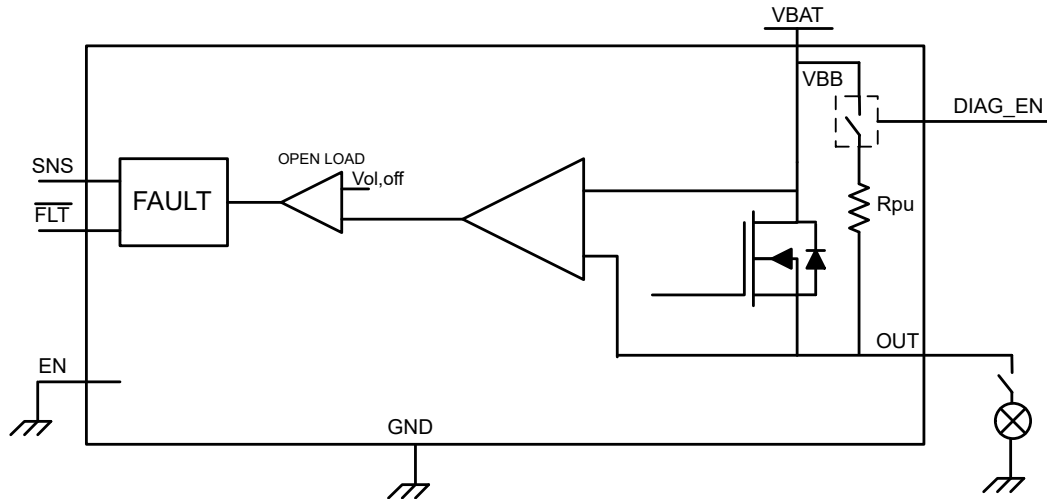 VBAT
VBB
DIAG_EN
OPEN LOAD
Vol,off
SNS
FAULT
FLT
Rpu
OUT
EN
GND